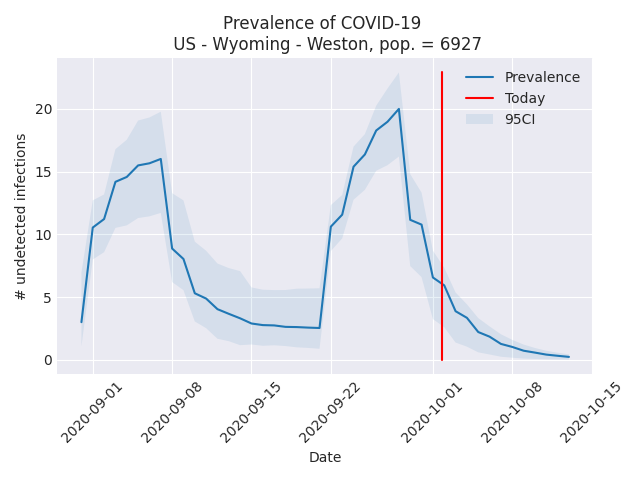 Prevalence of COVID-19
US - Wyoming - Weston, pop. = 6927
Prevalence
Today
95CI
# undetected infections
20
15
10
5
0
2020-09-01
2020-09-08
2020-09-15
2020-09-22
2020-10-01
2020-10-08
2020-10-15
Date